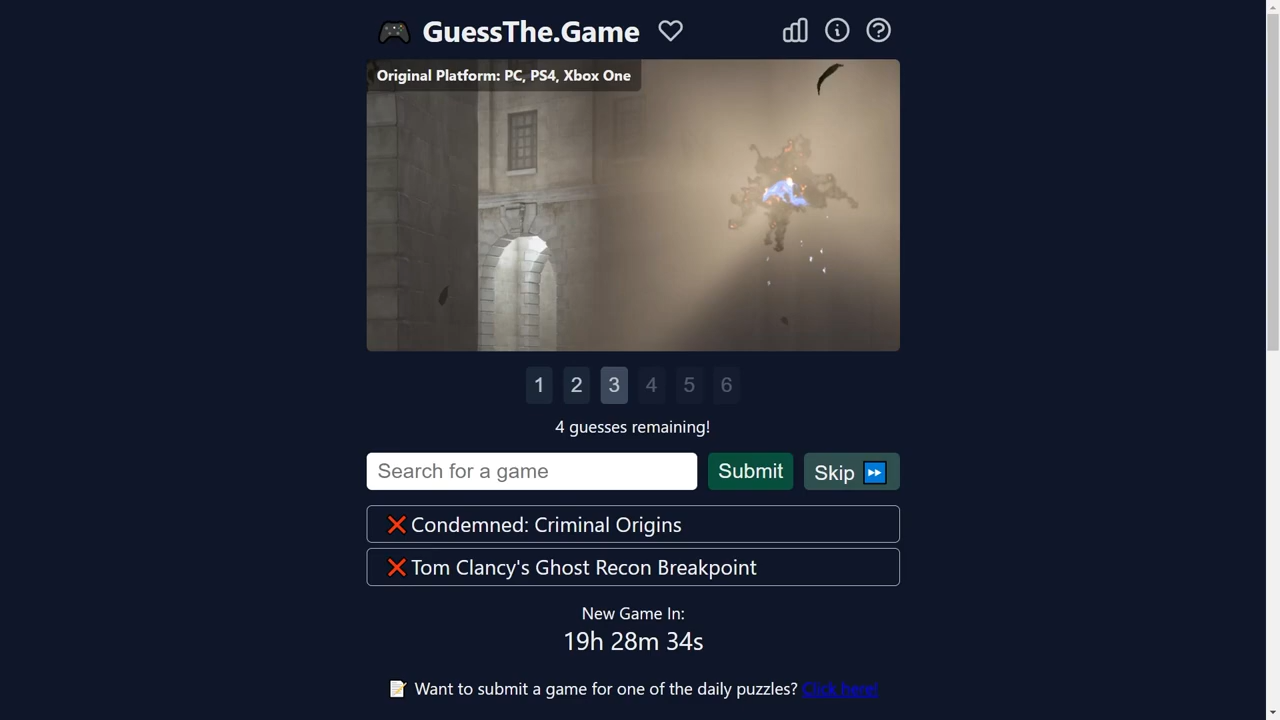 GuessThe.Game
Original Platform: PC, PS4, Xbox One
1 2 3 4 5 6
4 guesses remaining!
Search for a game Submit Skip
Condemned: Criminal Origins
Tom Clancy's Ghost Recon Breakpoint
New Game In:
19h 28m 34s
Want to submit a game for one of the daily puzzles? Click here!